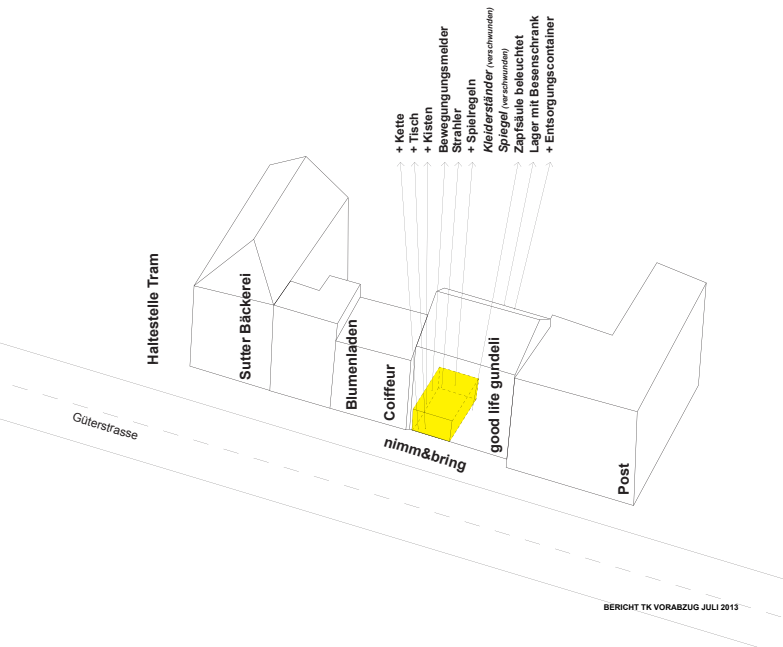 + Kette
+ Tisch
+ Kisten
Bewegungungsmelder
Strahler
+ Spielregeln
Kleiderständer (verschwunden)
Spiegel (verschwunden)
Zapfsäule beleuchtet
Lager mit Besenschrank
+ Entsorgungscontainer
Haltestelle Tram
Sutter Bäckerei
Blumenladen
Coiffeur
nimm&bring
good life gundeli
Post
Güterstrasse
BERICHT TK VORABZUG JULI 2013